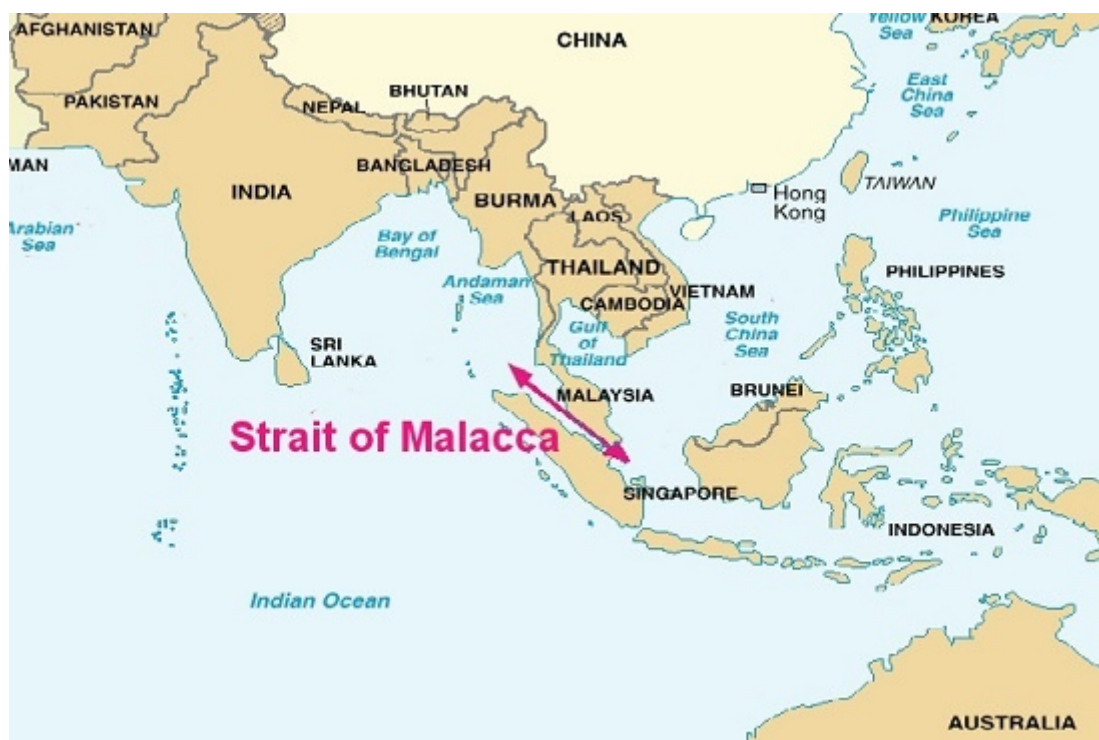 AFGHANISTAN
CHINA
Yellow
Sea
KOREA
East
China
Sea
PAKISTAN
NEPAL
BHUTAN
MAN
BANGLADESH
INDIA
BURMA
LAOS
Hong
Kong
TAIWAN
Arabian
Sea
Bay of
Bengal
Philippine
Sea
Andaman
Sea
THAILAND
CAMBODIA
VIETNAM
PHILIPPINES
Gulf
of
Thailand
South
China
Sea
SRI
LANKA
MALAYSIA
BRUNEI
Strait of Malacca
SINGAPORE
INDONESIA
Indian Ocean
AUSTRALIA